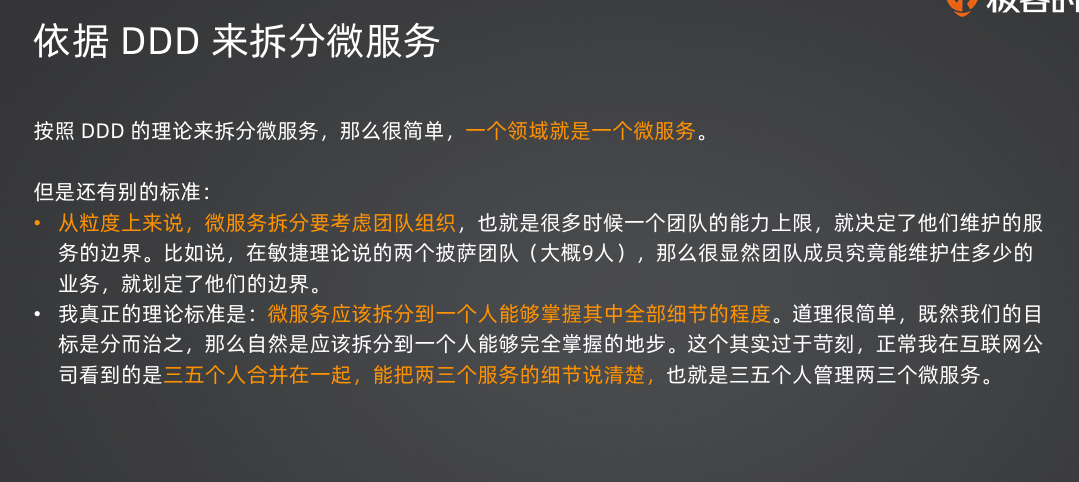 极客时
依据 DDD 来拆分微服务
按照 DDD 的理论来拆分微服务，那么很简单，一个领域就是一个微服务。
但是还有别的标准：
• 从粒度上来说，微服务拆分要考虑团队组织，也就是很多时候一个团队的能力上限，就决定了他们维护的服
务的边界。比如说，在敏捷理论说的两个披萨团队（大概9人），那么很显然团队成员究竟能维护住多少的
业务，就划定了他们的边界。
• 我真正的理论标准是：微服务应该拆分到一个人能够掌握其中全部细节的程度。道理很简单，既然我们的目
标是分而治之，那么自然是应该拆分到一个人能够完全掌握的地步。这个其实过于苛刻，正常我在互联网公
司看到的是三五个人合并在一起，能把两三个服务的细节说清楚，也就是三五个人管理两三个微服务。